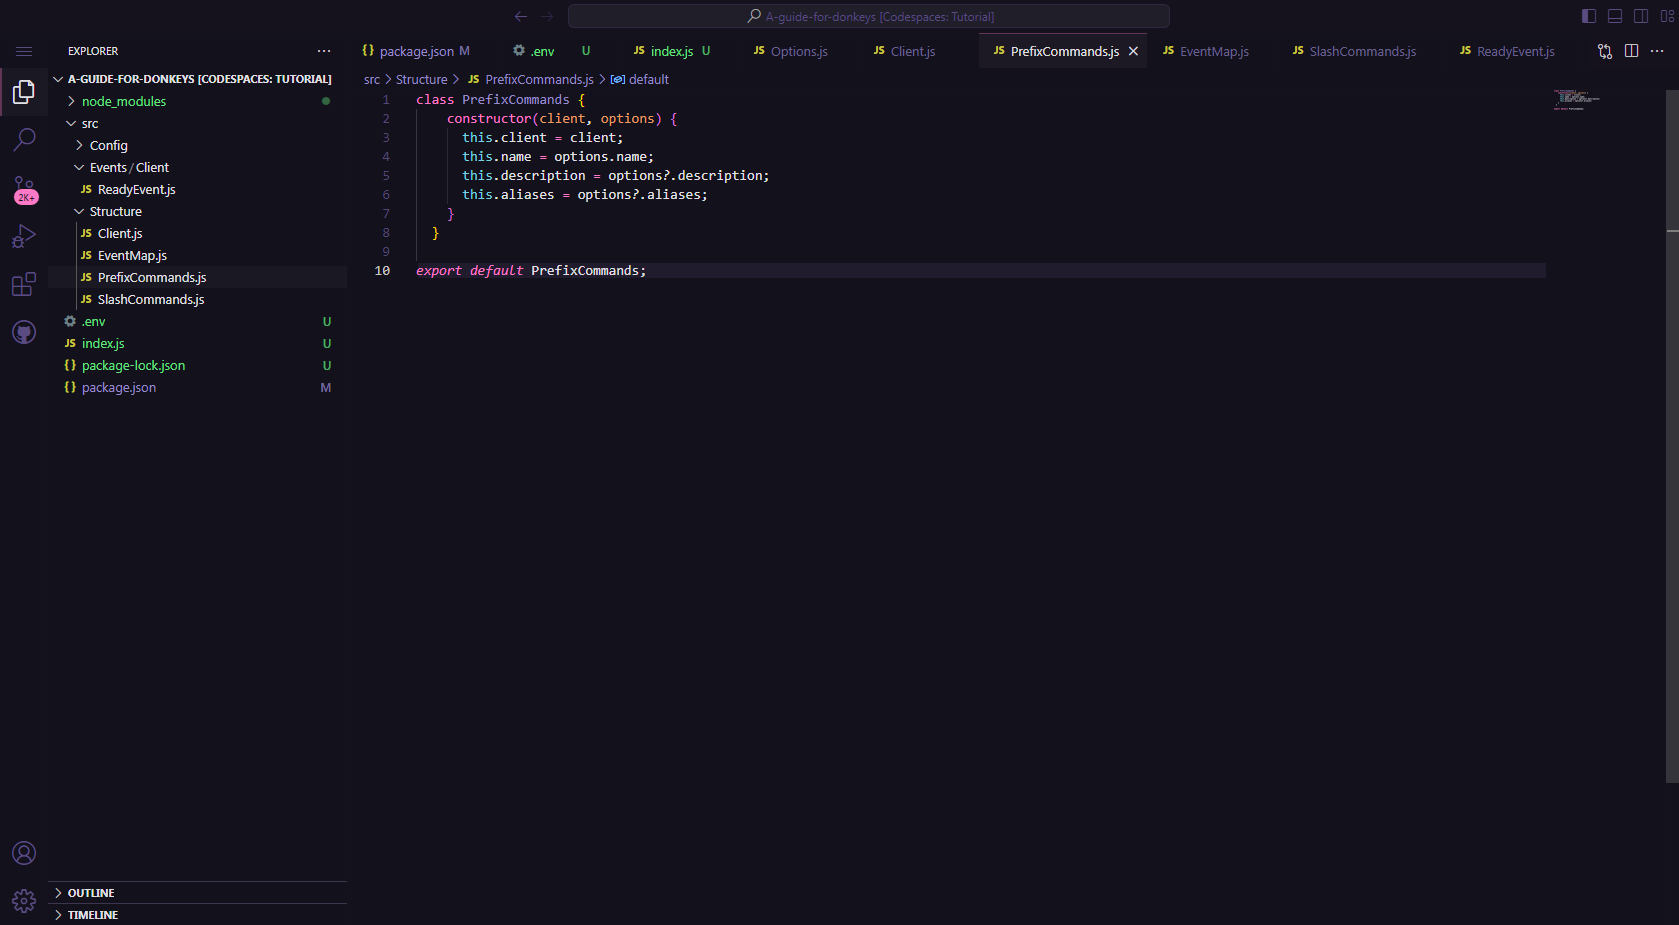 A-guide-for-donkeys [Codespaces: Tutorial]
EXPLORER
A-GUIDE-FOR-DONKEYS [CODESPACES: TUTORIAL]
node_modules
src
Config
Events / Client
JS ReadyEvent.js
Structure
JS Client.js
JS EventMap.js
JS PrefixCommands.js
JS SlashCommands.js
.env U
JS index.js U
{} package-lock.json U
{} package.json M
2K+
OUTLINE
TIMELINE
{} package.json M .env U JS index.js U JS Options.js JS Client.js JS PrefixCommands.js JS EventMap.js JS SlashCommands.js JS ReadyEvent.js
src > Structure > JS PrefixCommands.js > default
1 class PrefixCommands {
2 constructor(client, options) {
3 this.client = client;
4 this.name = options.name;
5 this.description = options?.description;
6 this.aliases = options?.aliases;
7 }
8 }
9
10 export default PrefixCommands;